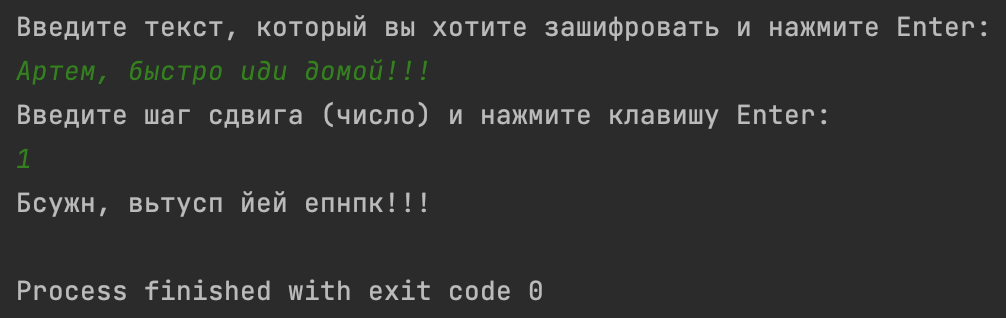 Введите текст, который вы хотите зашифровать и нажмите Enter:
Артем, быстро иди домой!!!
Введите шаг сдвига (число) и нажмите клавишу Enter:
1
Бсужн, вьтусп йей епнпк!!!
Process finished with exit code 0